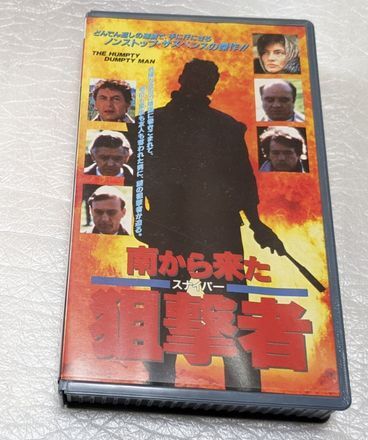 どんでん返しの連続で、手に汗にぎる
ノンストップ・サスペンスの傑作!!
THE HUMPTY
DUMPTY MAN
南から来た
スナイパー
狙撃者